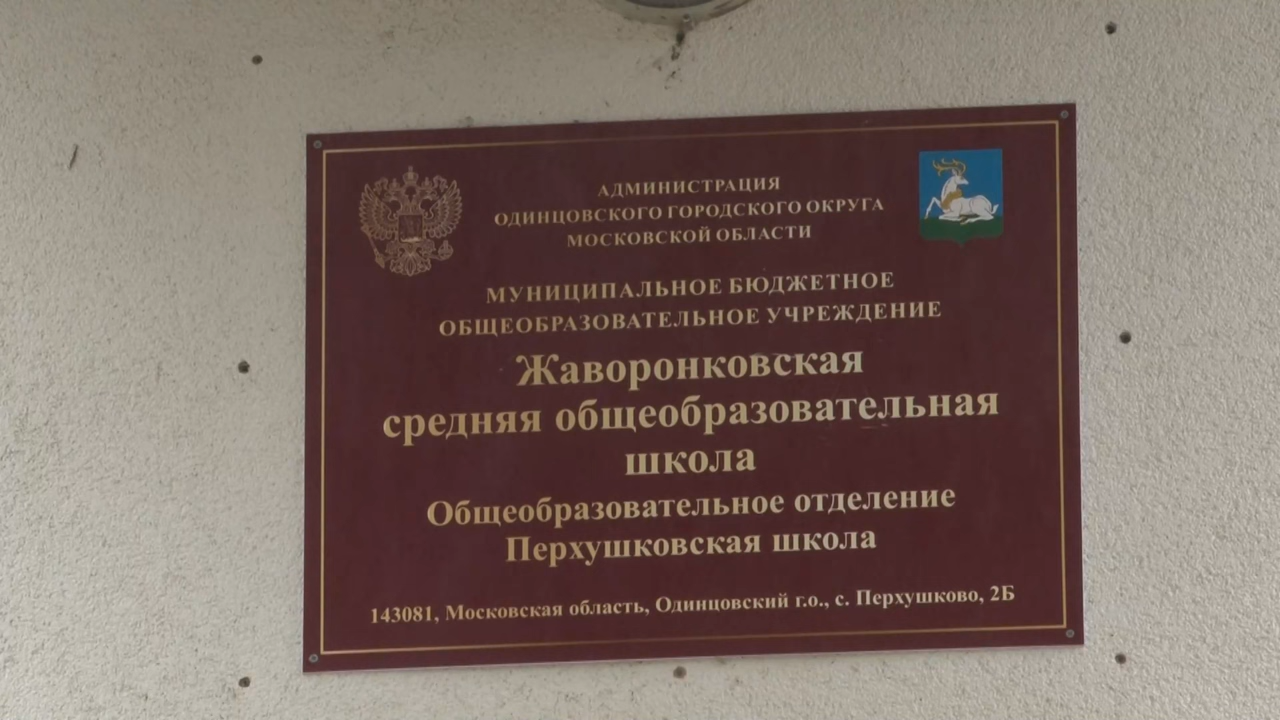 АДМИНИСТРАЦИЯ
ОДИНЦОВСКОГО ГОРОДСКОГО ОКРУГА
МОСКОВСКОЙ ОБЛАСТИ
МУНИЦИПАЛЬНОЕ БЮДЖЕТНОЕ
ОБЩЕОБРАЗОВАТЕЛЬНОЕ УЧРЕЖДЕНИЕ
Жаворонковская
средняя общеобразовательная
школа
Общеобразовательное отделение
Перхушковская школа
143081, Московская область, Одинцовский г.о., с. Перхушково, 2Б